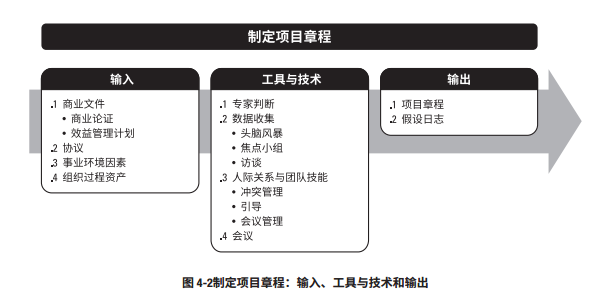 制定项目章程
输入
.1 商业文件
• 商业论证
• 效益管理计划
.2 协议
.3 事业环境因素
.4 组织过程资产
工具与技术
.1 专家判断
.2 数据收集
• 头脑风暴
• 焦点小组
• 访谈
.3 人际关系与团队技能
• 冲突管理
• 引导
• 会议管理
.4 会议
输出
.1 项目章程
.2 假设日志
图 4-2制定项目章程：输入、工具与技术和输出